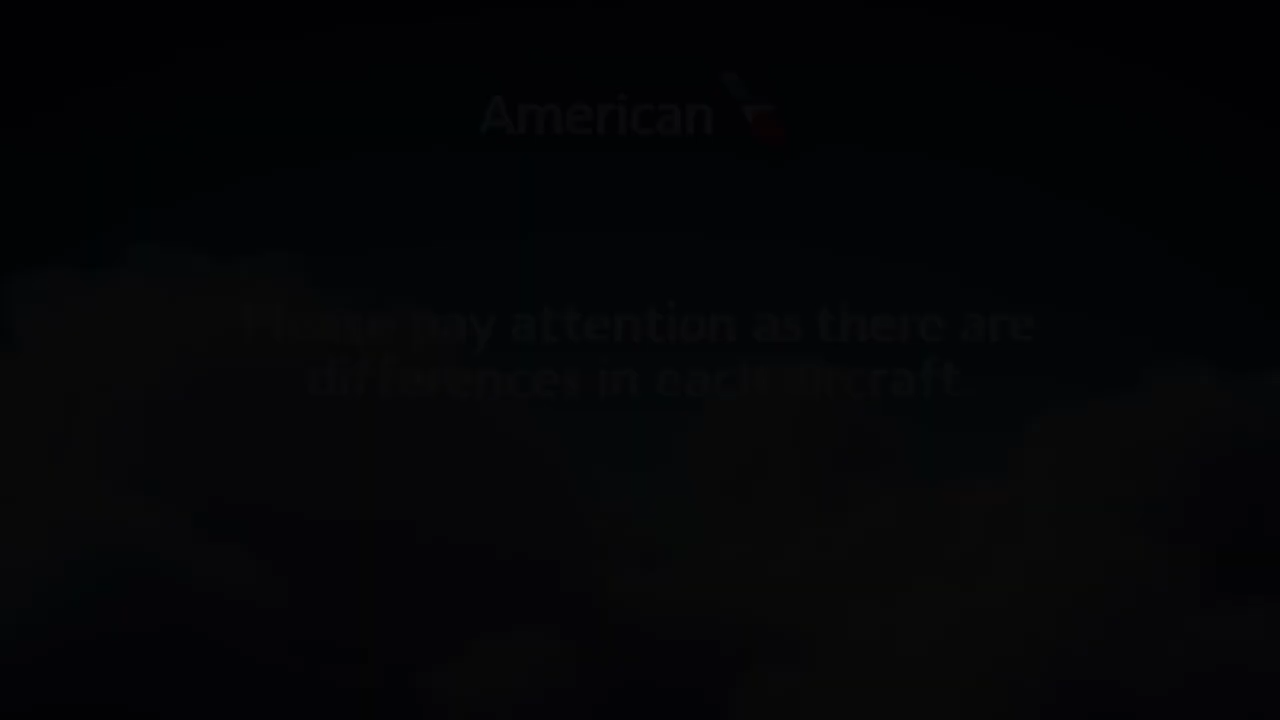 American
Please pay attention as there are
differences in each aircraft.